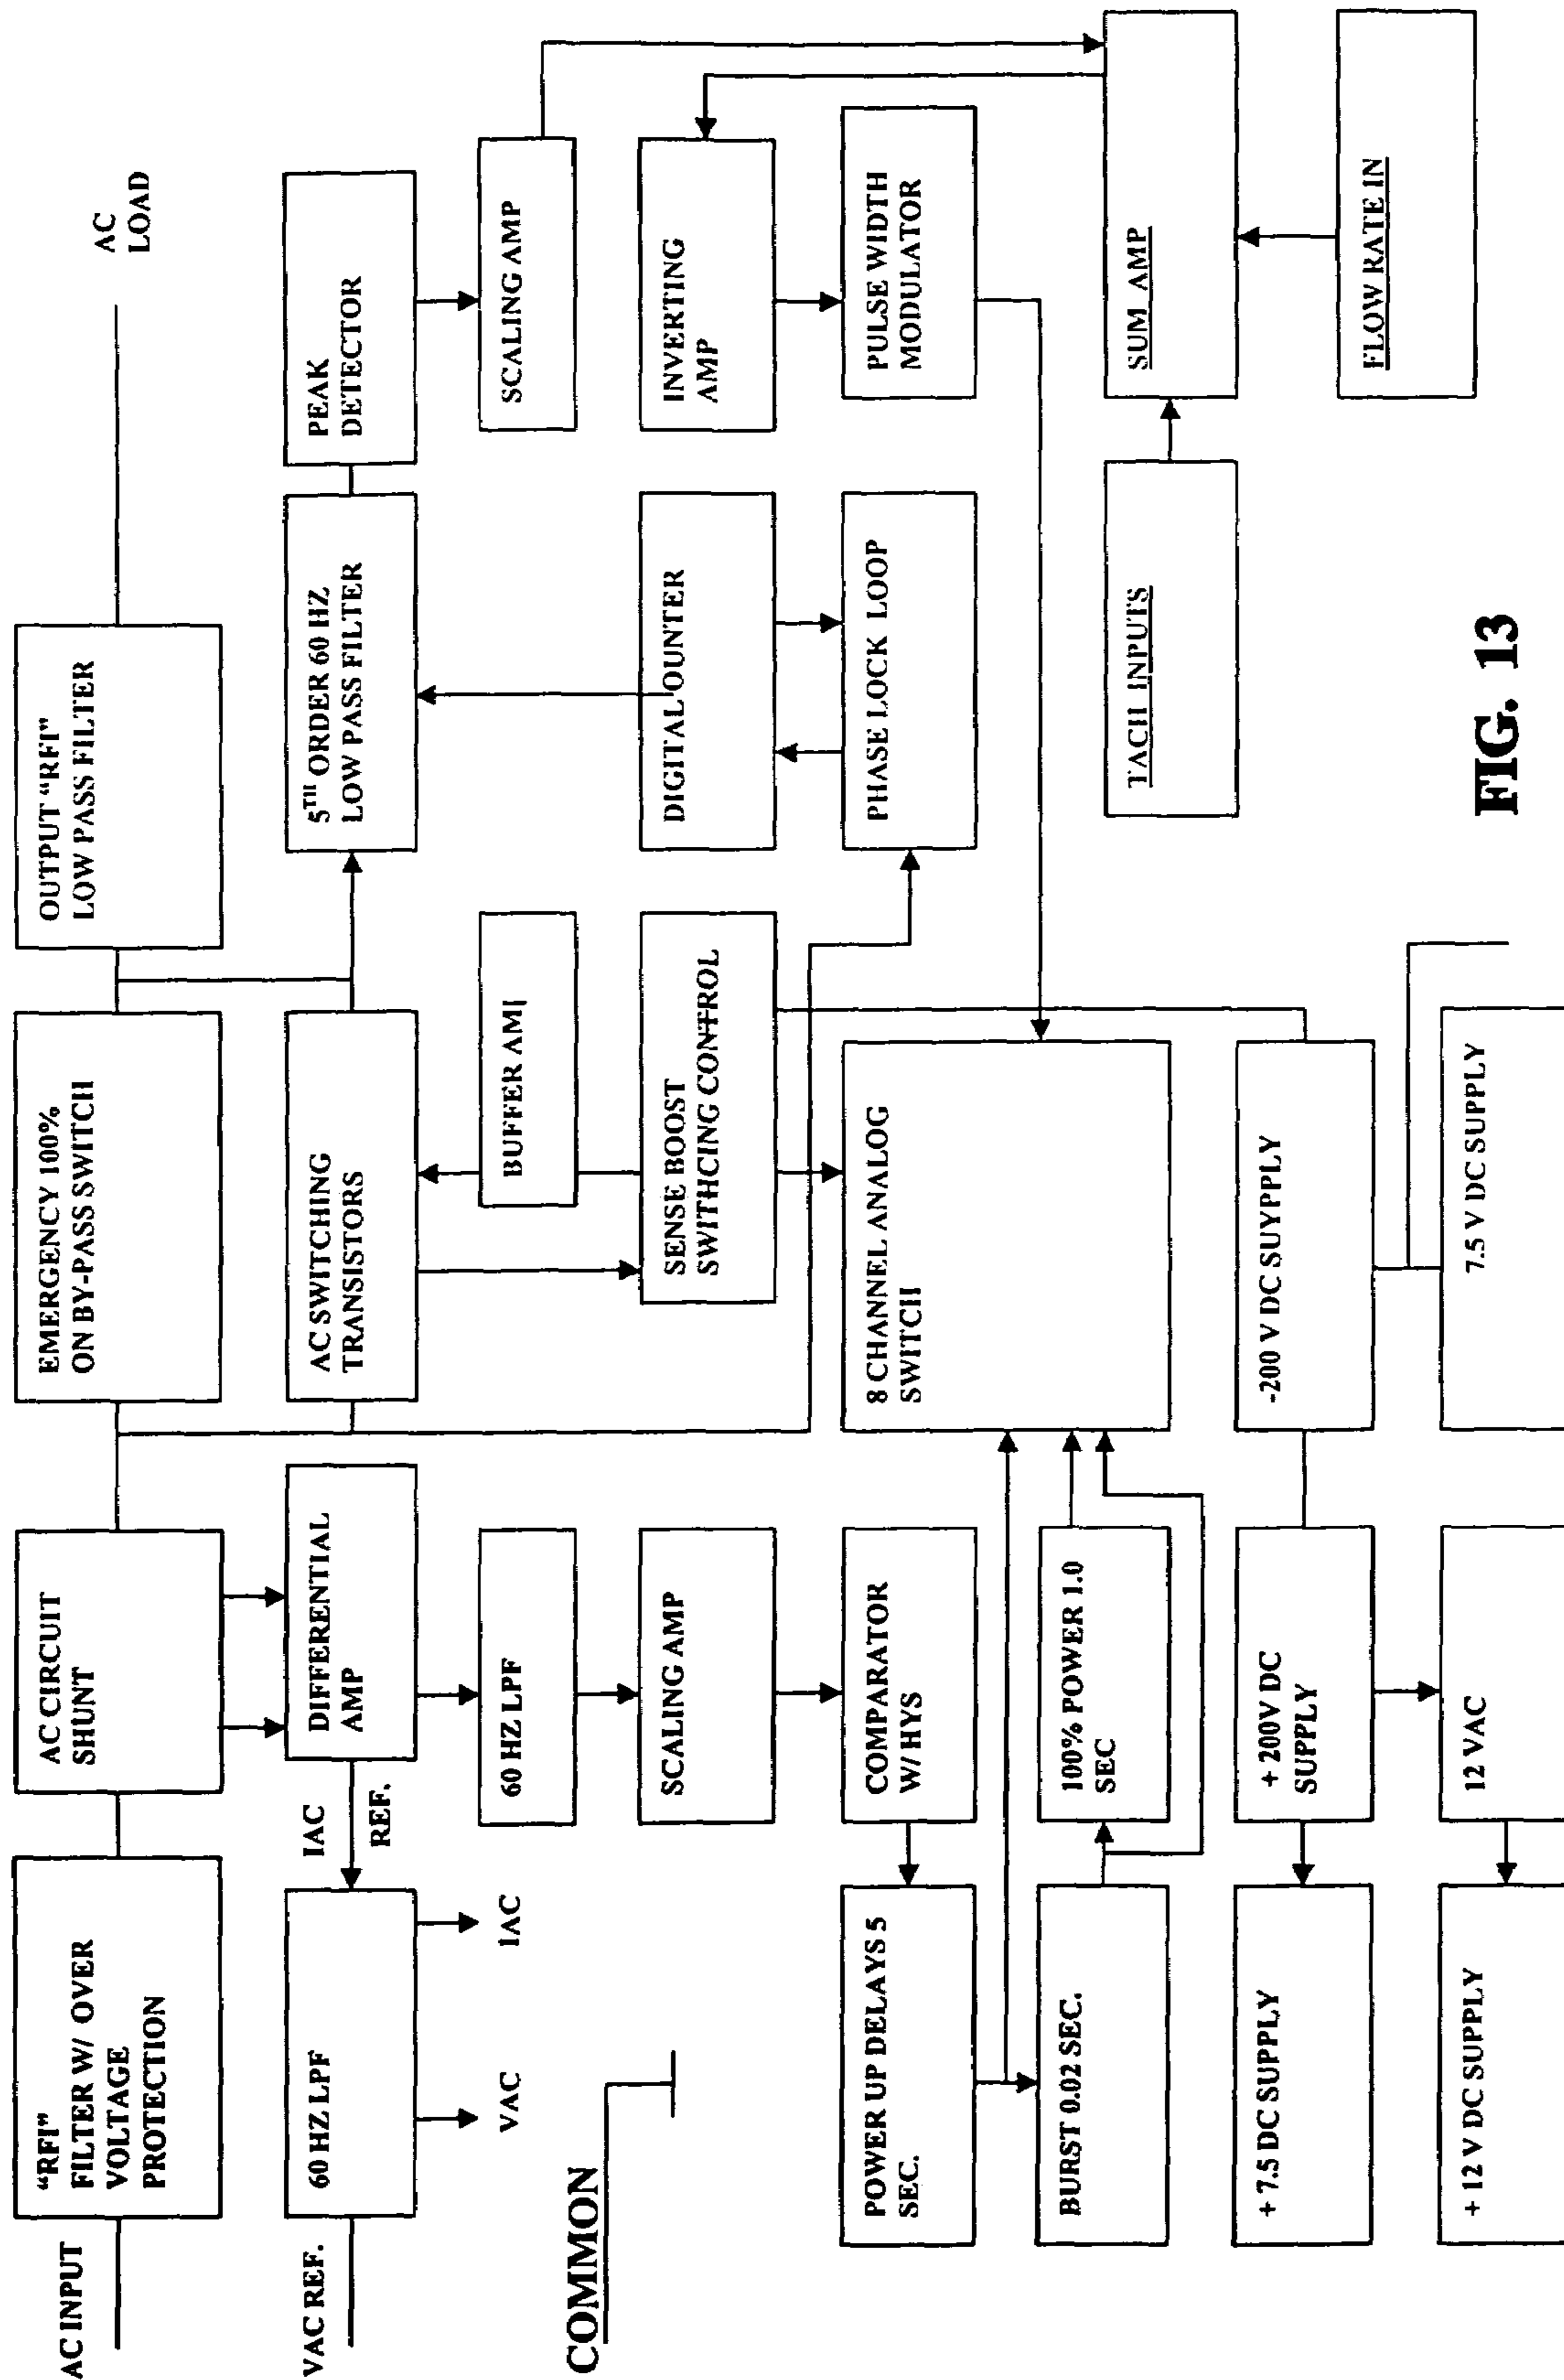 AC INPUT
"RFI"
FILTER W/ OVER
VOLTAGE
PROTECTION
AC CIRCUIT
SHUNT
EMERGENCY 100%
ON BY-PASS SWITCH
OUTPUT "RFI"
LOW PASS FILTER
AC
LOAD
VAC REF.
60 HZ LPF
IAC
REF.
DIFFERENTIAL
AMP
AC SWITCHING
TRANSISTORS
5TH ORDER 60 HZ
LOW PASS FILTER
PEAK
DETECTOR
VAC
IAC
60 HZ LPF
BUFFER AM
SCALING AMP
COMMON
SCALING AMP
SENSE BOOST
SWITHCING CONTROL
DIGITAL OUNTER
INVERTING
AMP
POWER UP DELAYS 5
SEC.
COMPARATOR
W/ HYS
8 CHANNEL ANALOG
SWITCH
PHASE LOCK LOOP
PULSE WIDTH
MODULATOR
BURST 0.02 SEC.
100% POWER 1.0
SEC
TACH INPUTS
SUM AMP
+ 7.5 DC SUPPLY
+ 200V DC
SUPPLY
-200 V DC SUYPPLY
FLOW RATE IN
+ 12 V DC SUPPLY
12 VAC
7.5 V DC SUPPLY
FIG. 13